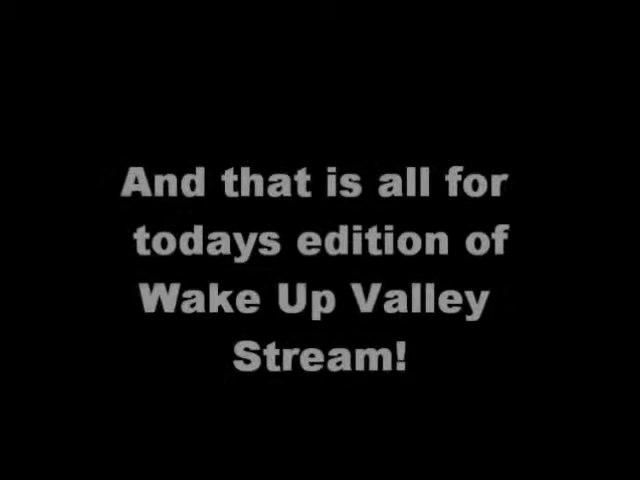 And that is all for
todays edition of
Wake Up Valley
Stream!